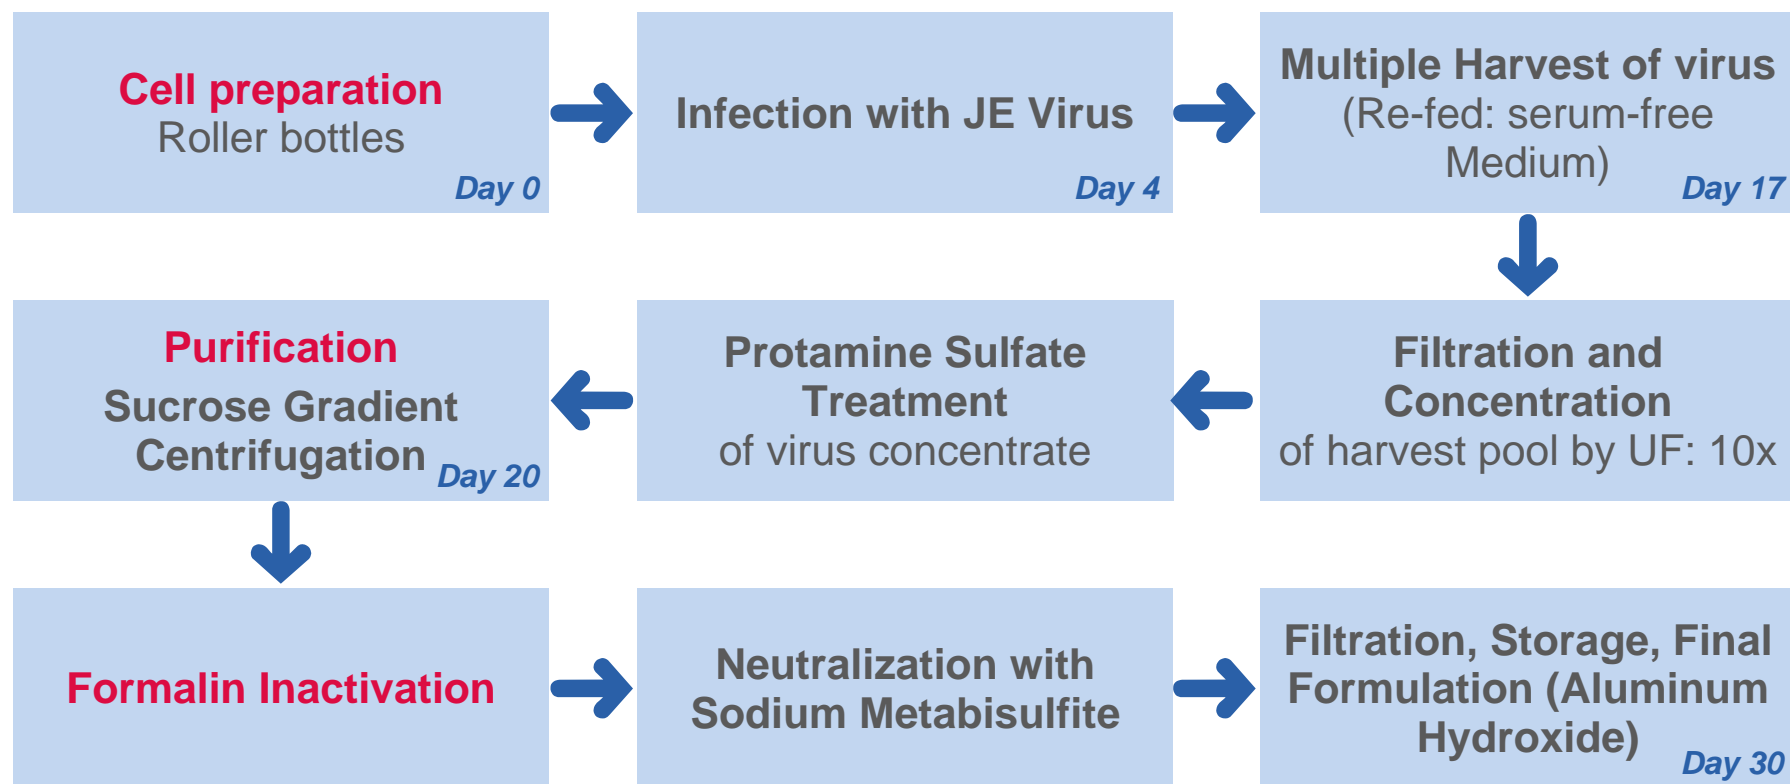 Cell preparation
Roller bottles
Day 0
Infection with JE Virus
Day 4
Multiple Harvest of virus
(Re-fed: serum-free
Medium)
Day 17
Filtration and
Concentration
of harvest pool by UF: 10x
Protamine Sulfate
Treatment
of virus concentrate
Purification
Sucrose Gradient
Centrifugation
Day 20
Formalin Inactivation
Neutralization with
Sodium Metabisulfite
Filtration, Storage, Final
Formulation (Aluminum
Hydroxide)
Day 30